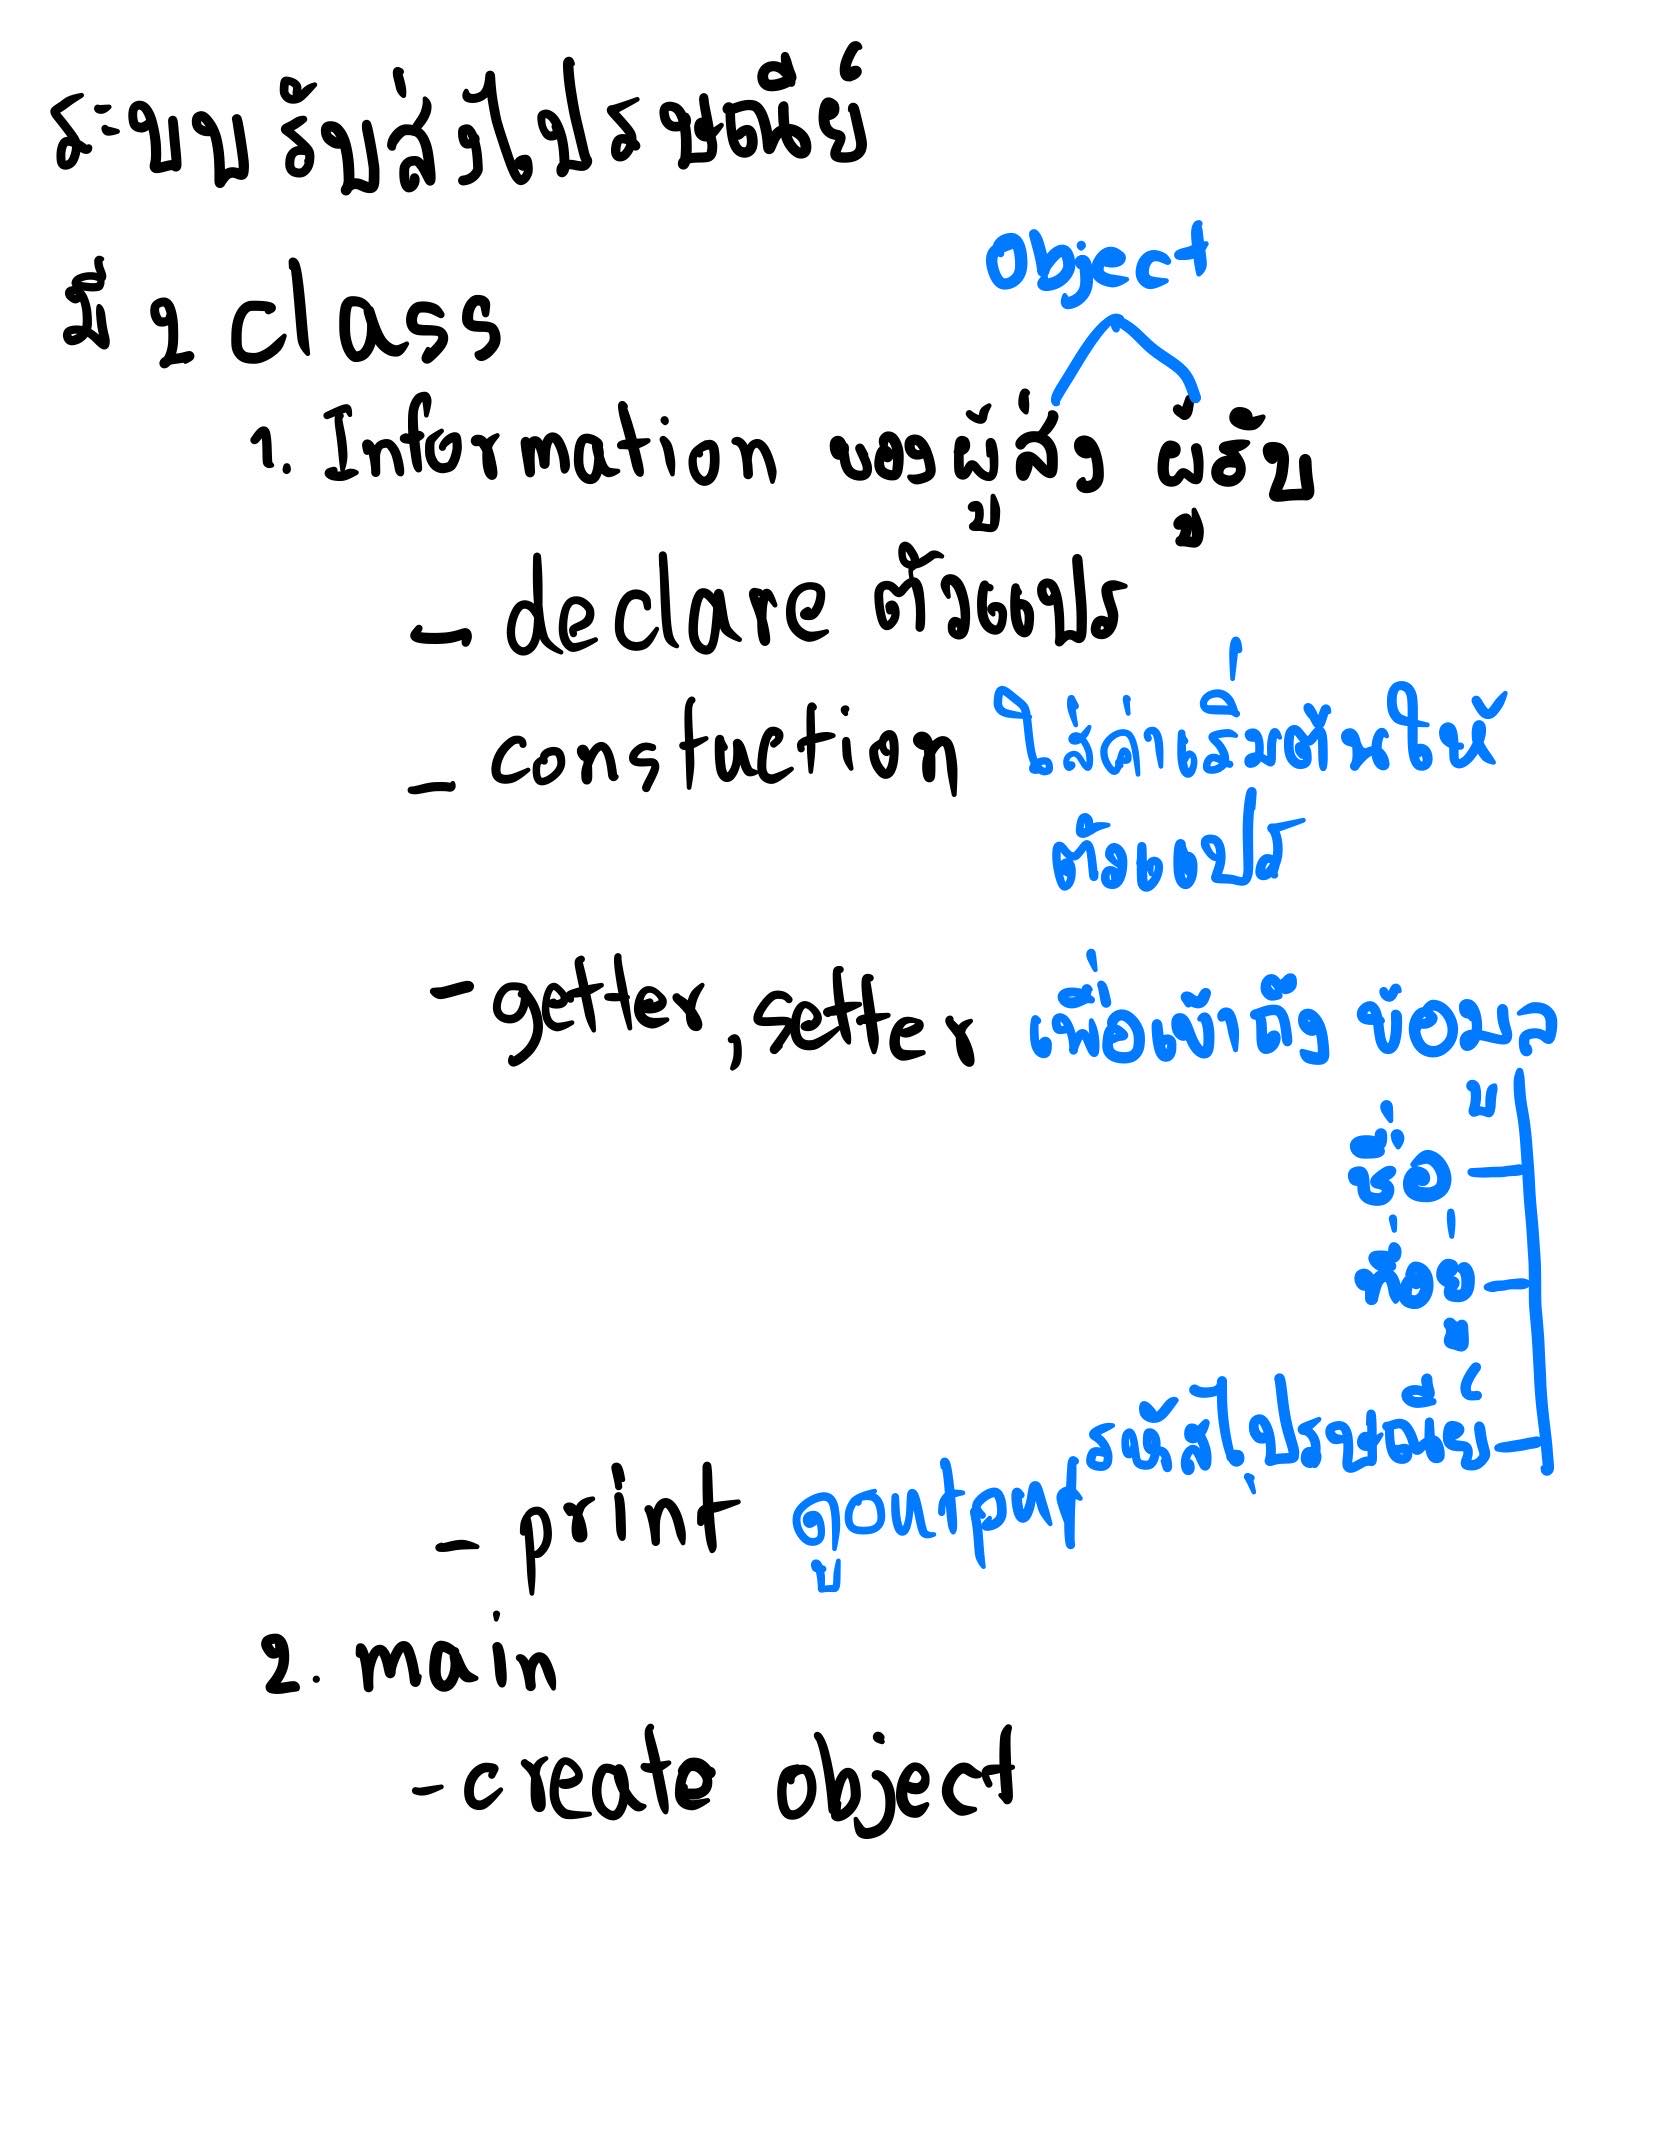 ระบบรับส่งไปรษณีย์
object
มี 2 class
1. Information ของผู้ส่ง ผู้รับ
- declare ตัวแปร
- constuction ใส่ค่าเริ่มต้นให้
ตัวแปร
- getter, setter เพื่อเข้าถึง ข้อมูล
ชื่อ
ที่อยู่
รหัสไปรษณีย์
- print ดูoutput
2. main
- create object